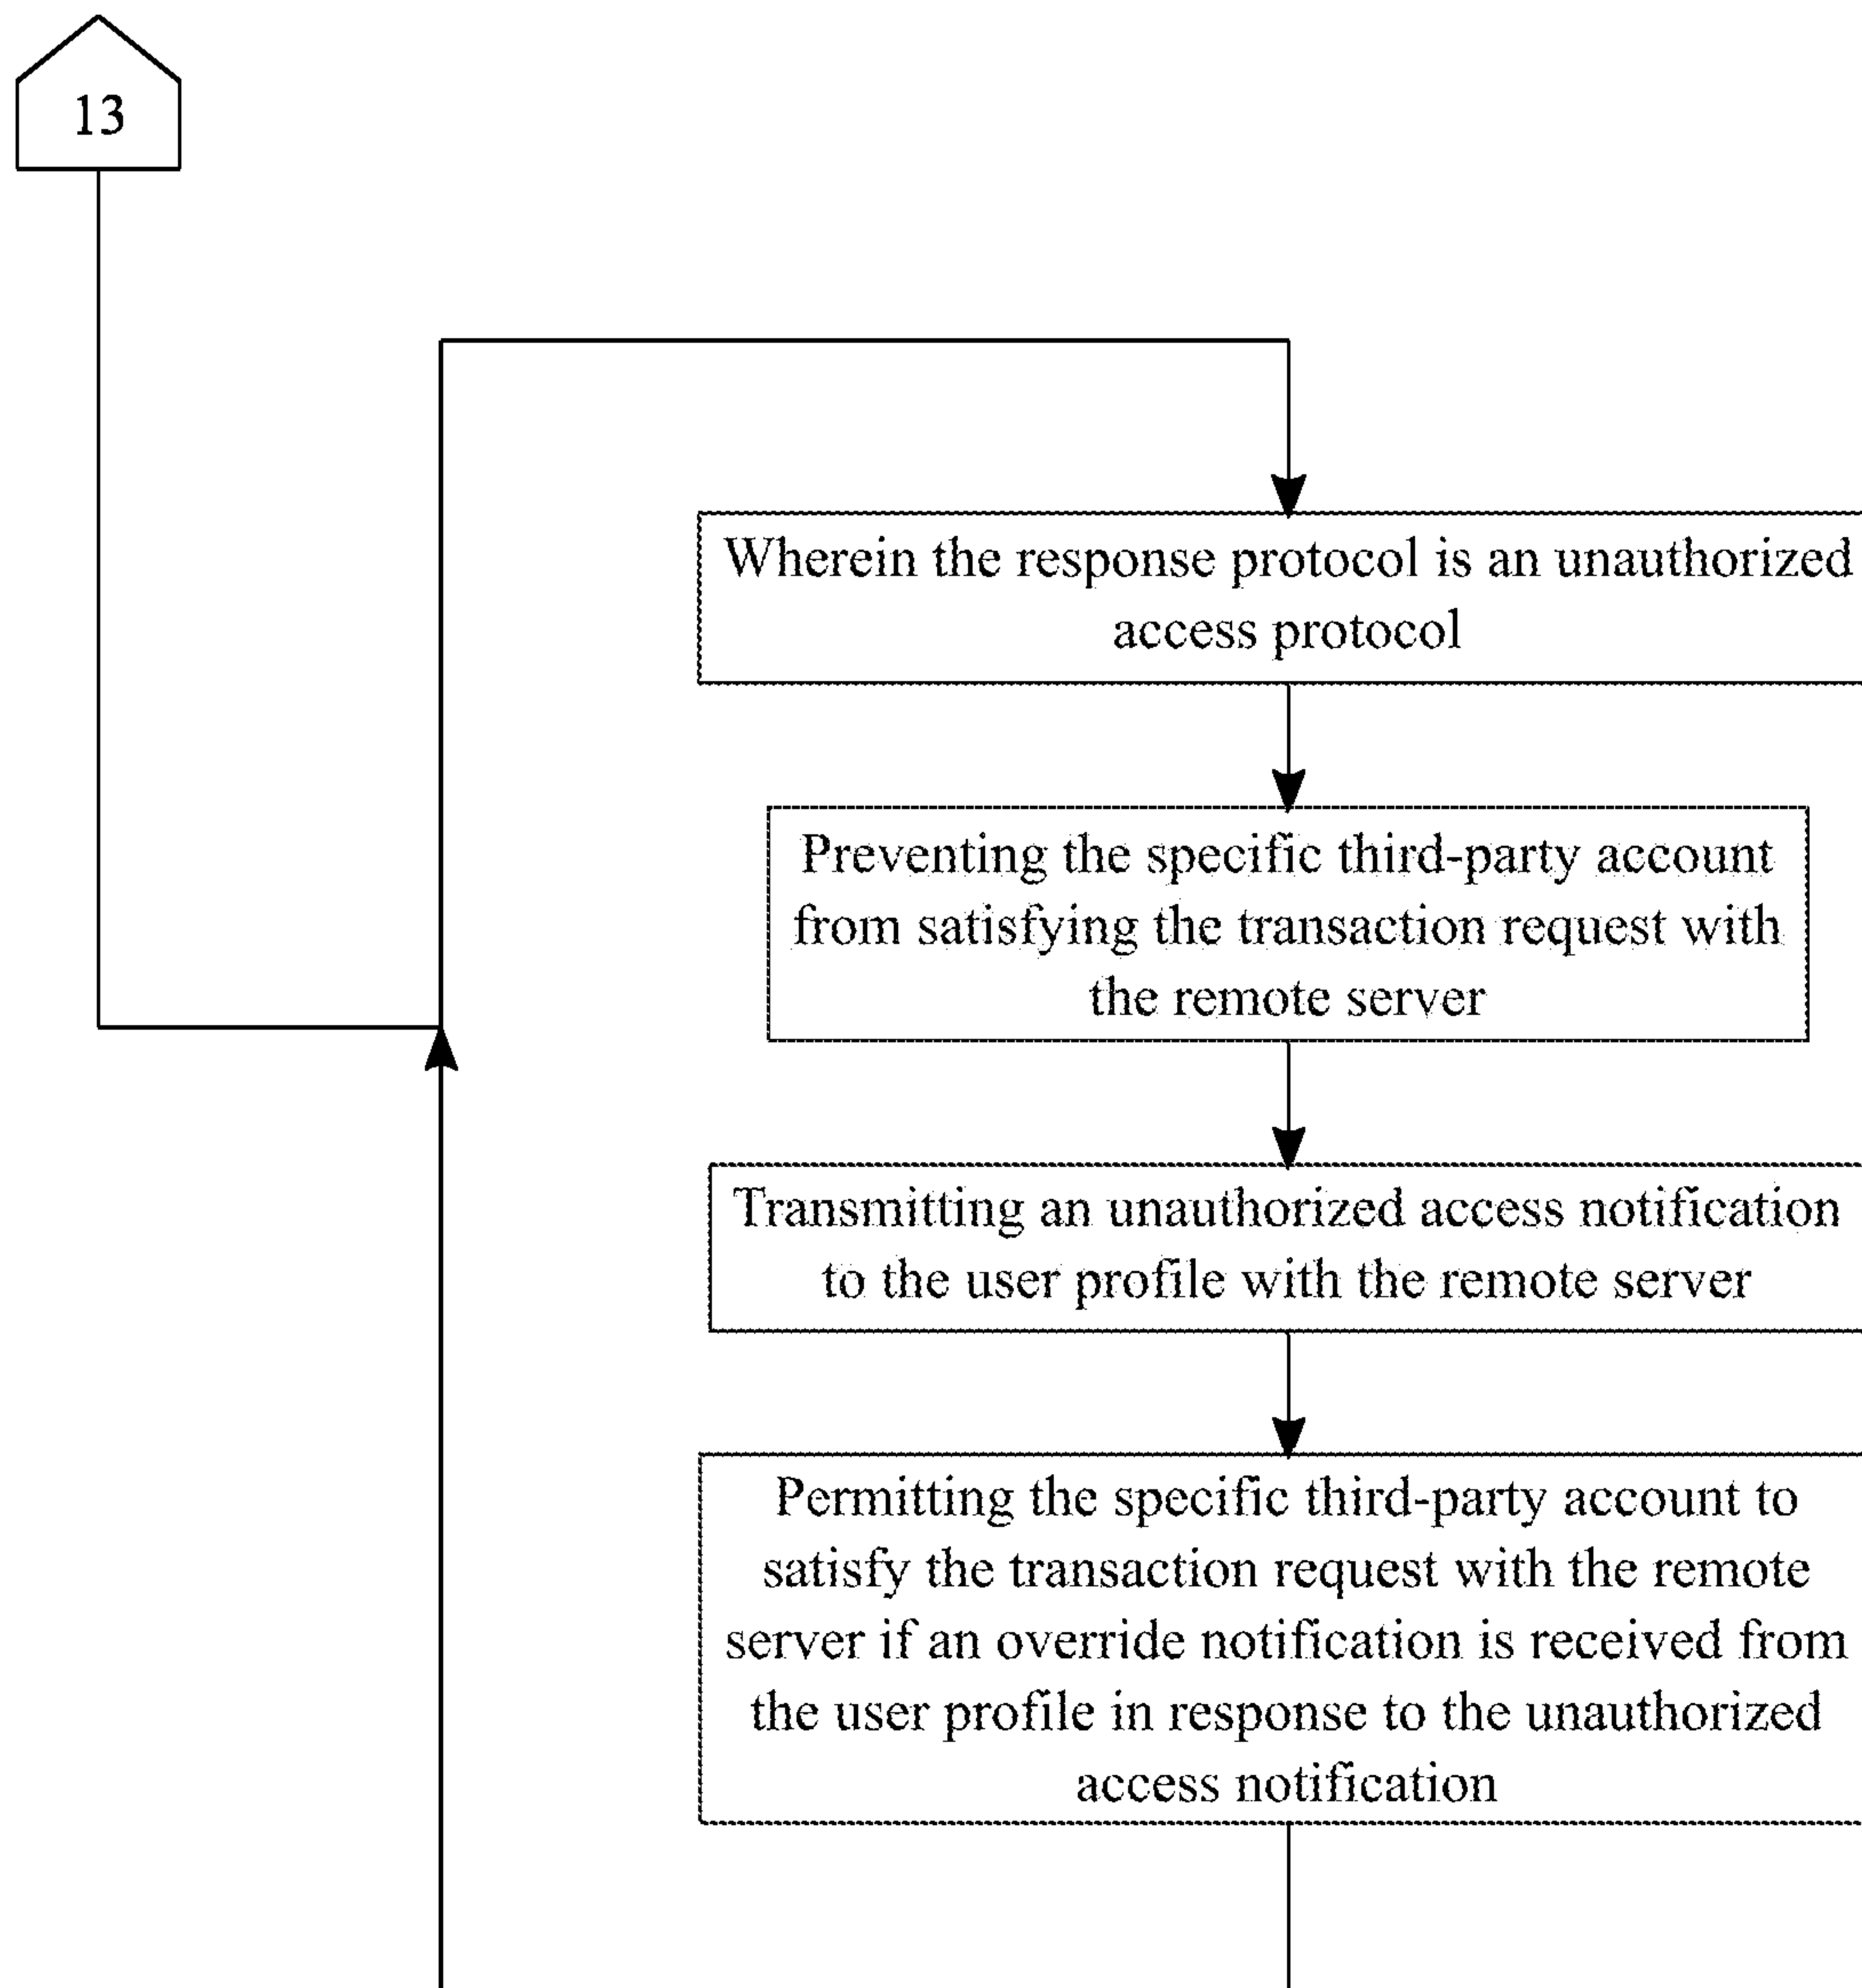 13
Wherein the response protocol is an unauthorized
access protocol
Preventing the specific third-party account
from satisfying the transaction request with
the remote server
Transmitting an unauthorized access notification
to the user profile with the remote server
Permitting the specific third-party account to
satisfy the transaction request with the remote
server if an override notification is received from
the user profile in response to the unauthorized
access notification